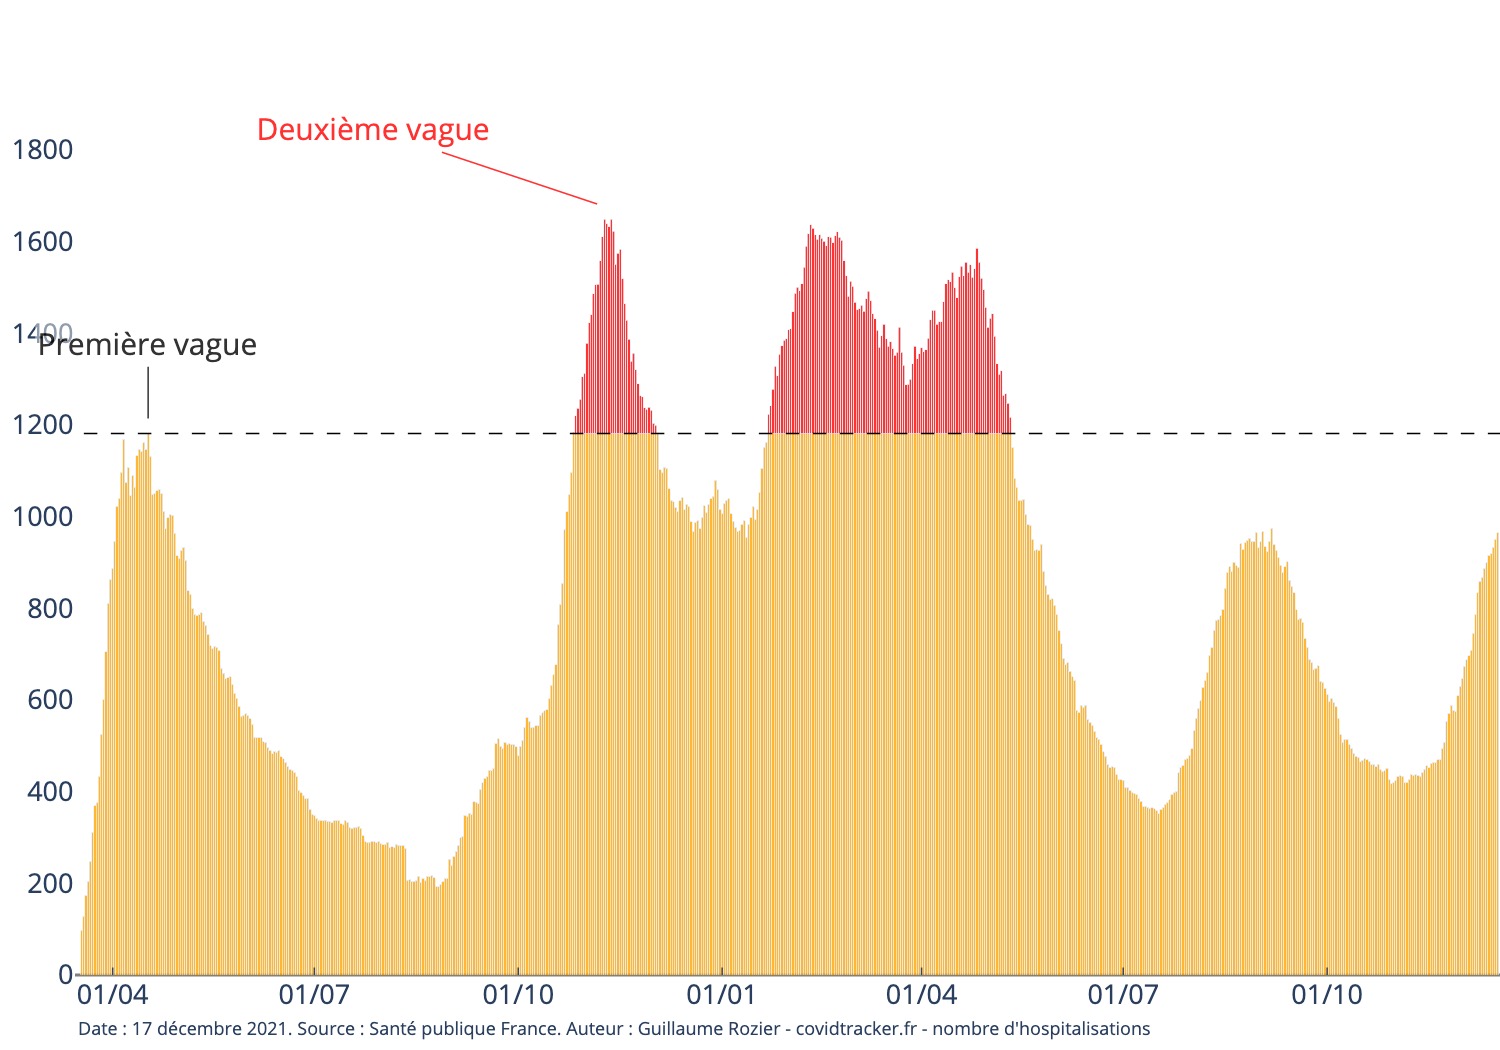 Deuxième vague
1800
1600
1400
Première vague
1200
1000
800
600
400
200
0
01/04 01/07 01/10 01/01 01/04 01/07 01/10
Date : 17 décembre 2021. Source : Santé publique France. Auteur : Guillaume Rozier - covidtracker.fr - nombre d'hospitalisations